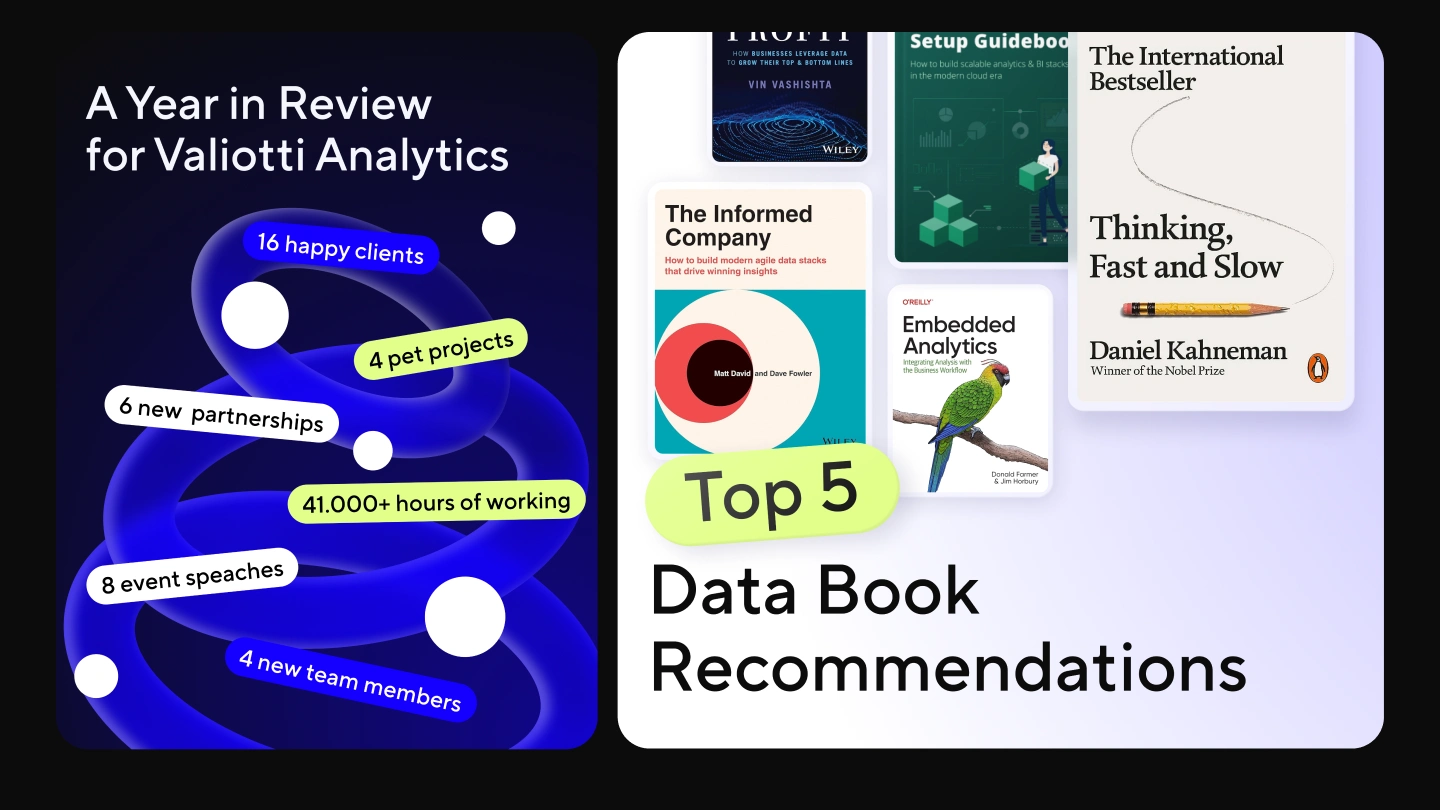 A Year in Review
for Valiotti Analytics
16 happy clients
4 pet projects
6 new partnerships
41.000+ hours of working
8 event speaches
4 new team members
PROFIT
HOW BUSINESSES LEVERAGE DATA
TO GROW THEIR TOP & BOTTOM LINES
VIN VASHISHTA
WILEY
Setup Guideboo
How to build scalable analytics & BI stacks
in the modern cloud era
The International
Bestseller
Thinking,
Fast and Slow
Daniel Kahneman
Winner of the Nobel Prize
The Informed
Company
How to build modern agile data stacks
that drive winning insights
Matt David and Dave Fowler
WILEY
O'REILLY
Embedded
Analytics
Integrating Analysis with
the Business Workflow
Donald Farmer
& Jim Horbury
Top 5
Data Book
Recommendations